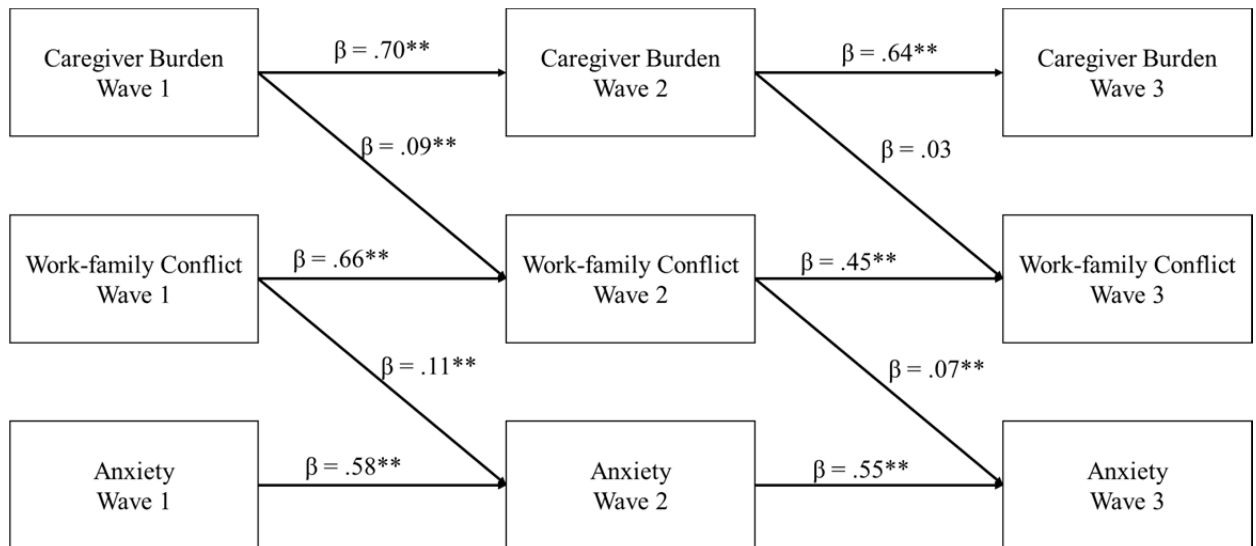 Caregiver Burden
Wave 1
β = .70**
Caregiver Burden
Wave 2
β = .64**
Caregiver Burden
Wave 3
β = .09**
β = .03
Work-family Conflict
Wave 1
β = .66**
Work-family Conflict
Wave 2
β = .45**
Work-family Conflict
Wave 3
β = .11**
β = .07**
Anxiety
Wave 1
β = .58**
Anxiety
Wave 2
β = .55**
Anxiety
Wave 3